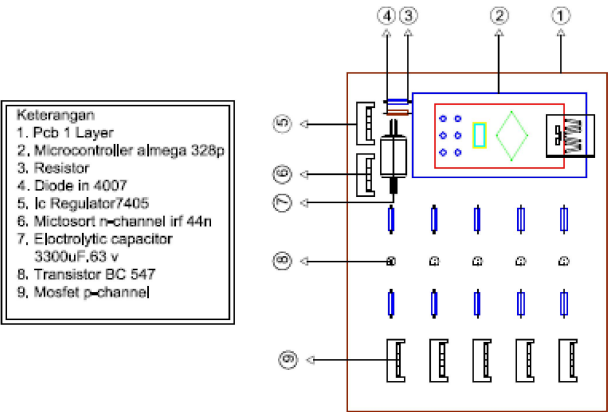 Keterangan
1. Pcb 1 Layer
2. Microcontroller almega 328p
3. Resistor
4. Diode in 4007
5. Ic Regulator7405
6. Mictosort n-channel irf 44n
7. Eloctrolytic capacitor
3300uF,63 v
8. Transistor BC 547
9. Mosfet p-channel
4 3 2 1
5
6
7
8
9